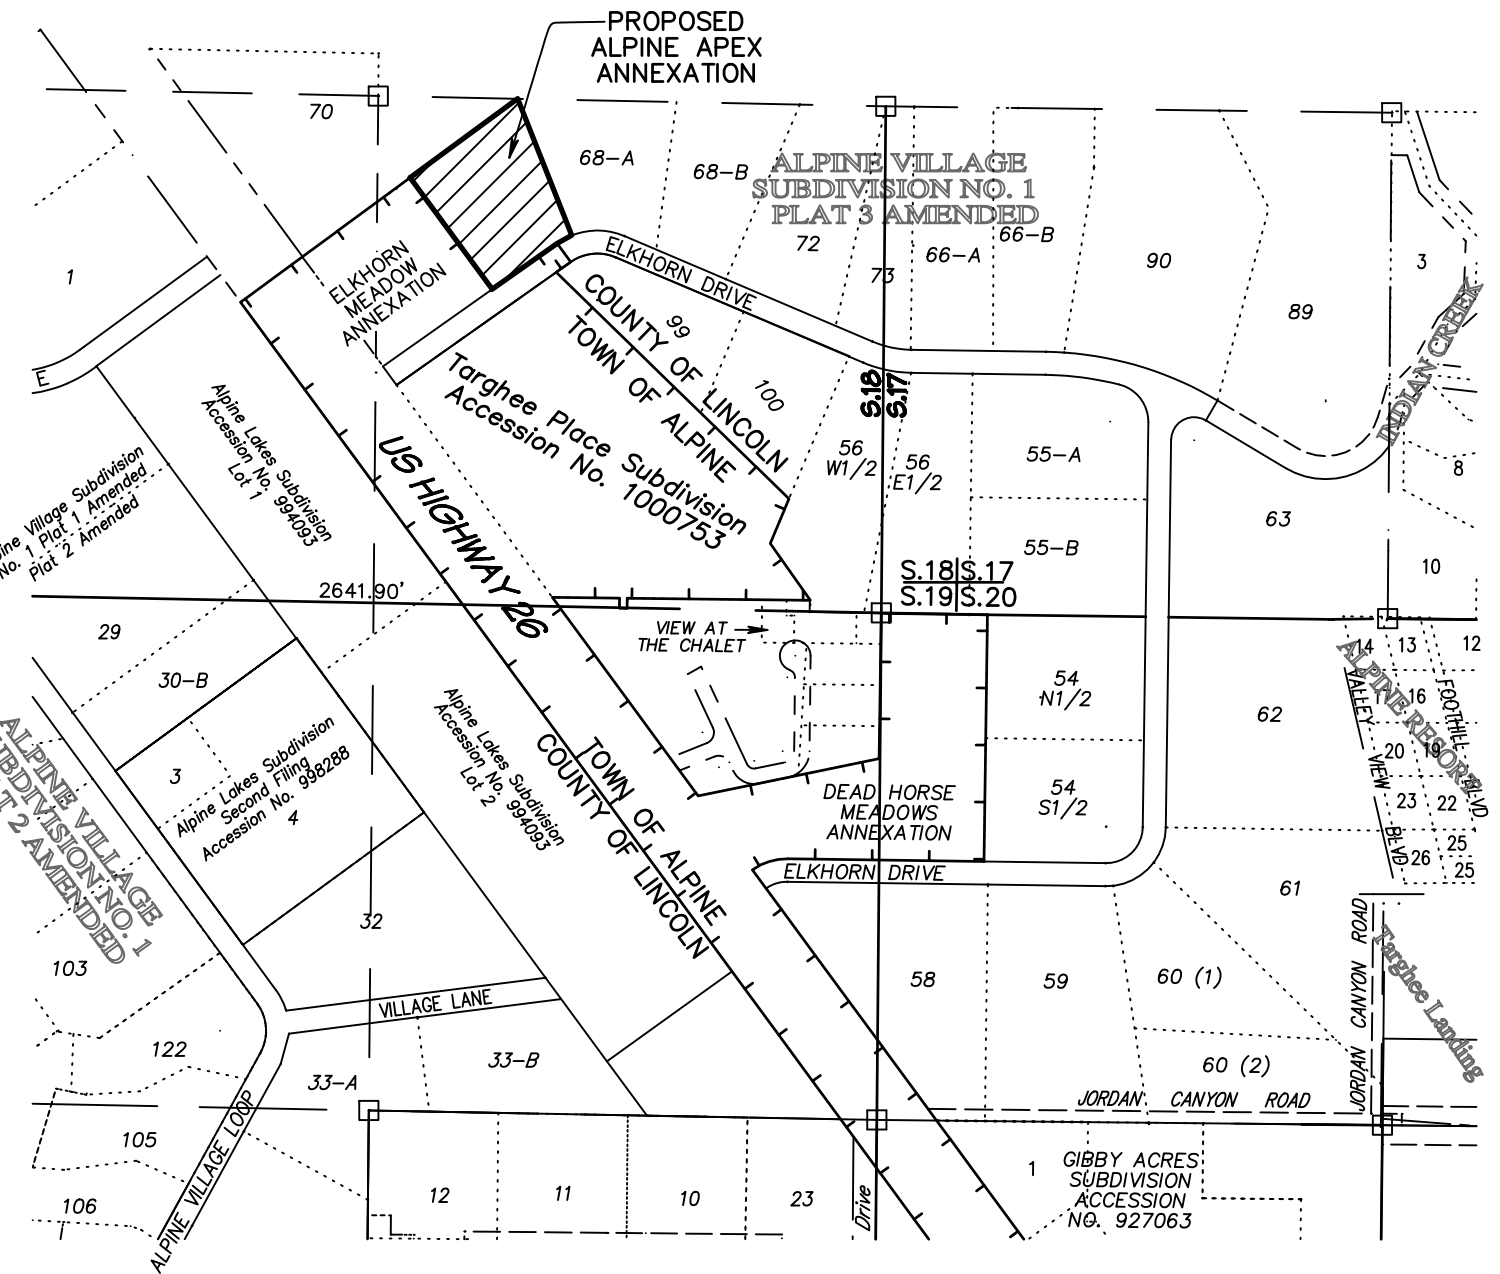 PROPOSED
ALPINE APEX
ANNEXATION
70
68-A
68-B
ALPINE VILLAGE
SUBDIVISION NO. 1
PLAT 3 AMENDED
72
73
66-A
66-B
90
89
3
INDIAN CREEK
1
E
ELKHORN
MEADOW
ANNEXATION
ELKHORN DRIVE
COUNTY OF LINCOLN
TOWN OF ALPINE
99
100
Targhee Place Subdivision
Accession No. 1000753
S.18
S.17
56
W1/2
56
E1/2
55-A
55-B
63
8
10
Alpine Lakes Subdivision
Accession No. 994093
Lot 1
US HIGHWAY 26
ine Village Subdivision
No. 1 Plat 1 Amended
Plat 2 Amended
2641.90'
S.18 S.17
S.19 S.20
29
30-B
VIEW AT
THE CHALET
54
N1/2
54
S1/2
62
14
13
12
17
16
20
19
23
22
25
26
25
ALPINE RESORT
VALLEY VIEW BLVD
FOOTHILL BLVD
3
Alpine Lakes Subdivision
Second Filing
Accession No. 998288
4
Alpine Lakes Subdivision
Accession No. 994093
Lot 2
TOWN OF ALPINE
COUNTY OF LINCOLN
DEAD HORSE
MEADOWS
ANNEXATION
ELKHORN DRIVE
ALPINE VILLAGE
SUBDIVISION NO. 1
T 2 AMENDED
32
103
VILLAGE LANE
58
59
60 (1)
60 (2)
61
JORDAN CANYON ROAD
Targhee Landing
122
33-A
33-B
JORDAN CANYON ROAD
105
106
ALPINE VILLAGE LOOP
12
11
10
23
Drive
1
GIBBY ACRES
SUBDIVISION
ACCESSION
NO. 927063